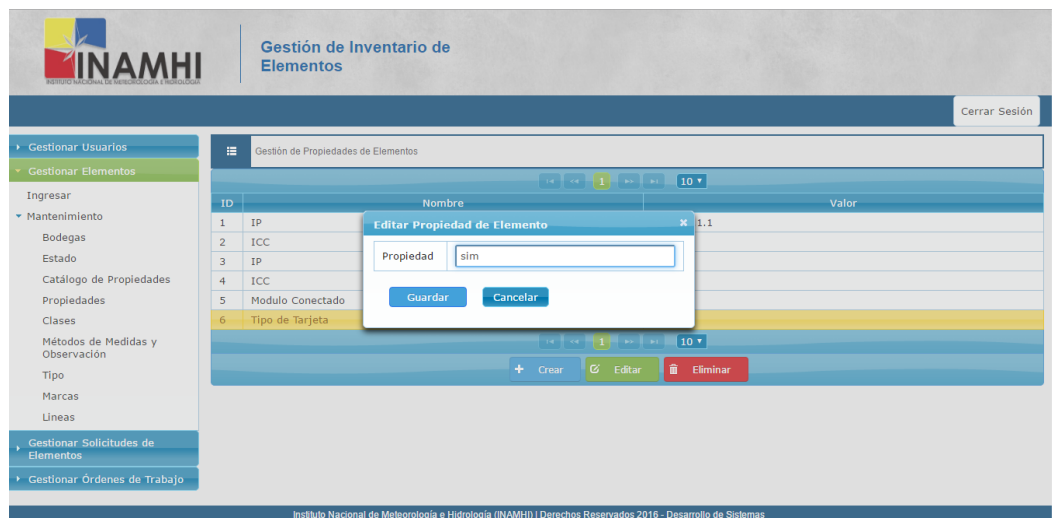 INAMHI
INSTITUTO NACIONAL DE METEOROLOGÍA E HIDROLOGÍA
Gestión de Inventario de
Elementos
Cerrar Sesión
Gestionar Usuarios
Gestionar Elementos
Ingresar
Mantenimiento
Bodegas
Estado
Catálogo de Propiedades
Propiedades
Clases
Métodos de Medidas y
Observación
Tipo
Marcas
Lineas
Gestionar Solicitudes de
Elementos
Gestionar Órdenes de Trabajo
Gestión de Propiedades de Elementos
1 10
ID Nombre Valor
1 IP 1.1
2 ICC
3 IP
4 ICC
5 Modulo Conectado
6 Tipo de Tarjeta
Editar Propiedad de Elemento
Propiedad sim
Guardar Cancelar
1 10
Crear Editar Eliminar
Instituto Nacional de Meteorología e Hidrología (INAMHI) | Derechos Reservados 2016 - Desarrollo de Sistemas